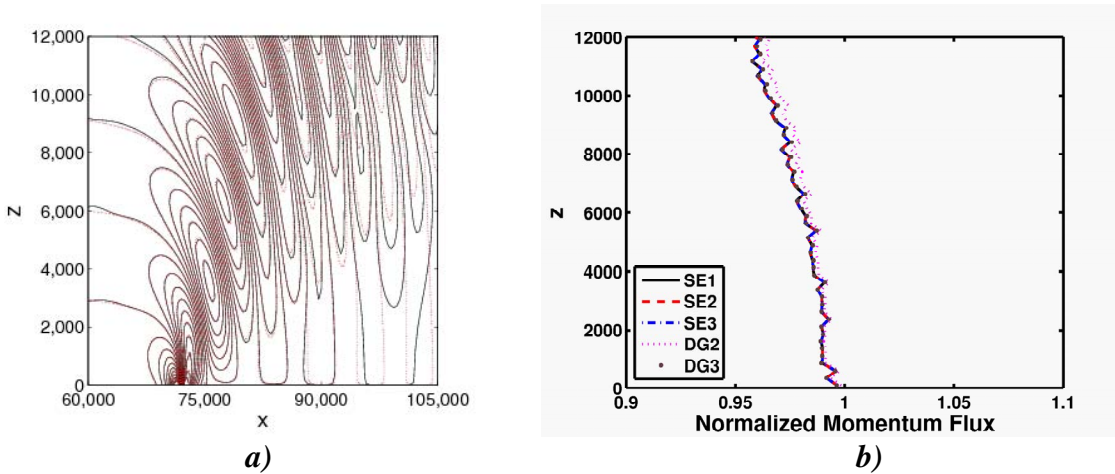 12,000
10,000
8,000
6,000
4,000
2,000
0
Z
60,000 75,000 90,000 105,000
X
a)
12000
10000
8000
6000
4000
2000
0
z
SE1
SE2
SE3
DG2
DG3
0.9 0.95 1 1.05 1.1
Normalized Momentum Flux
b)